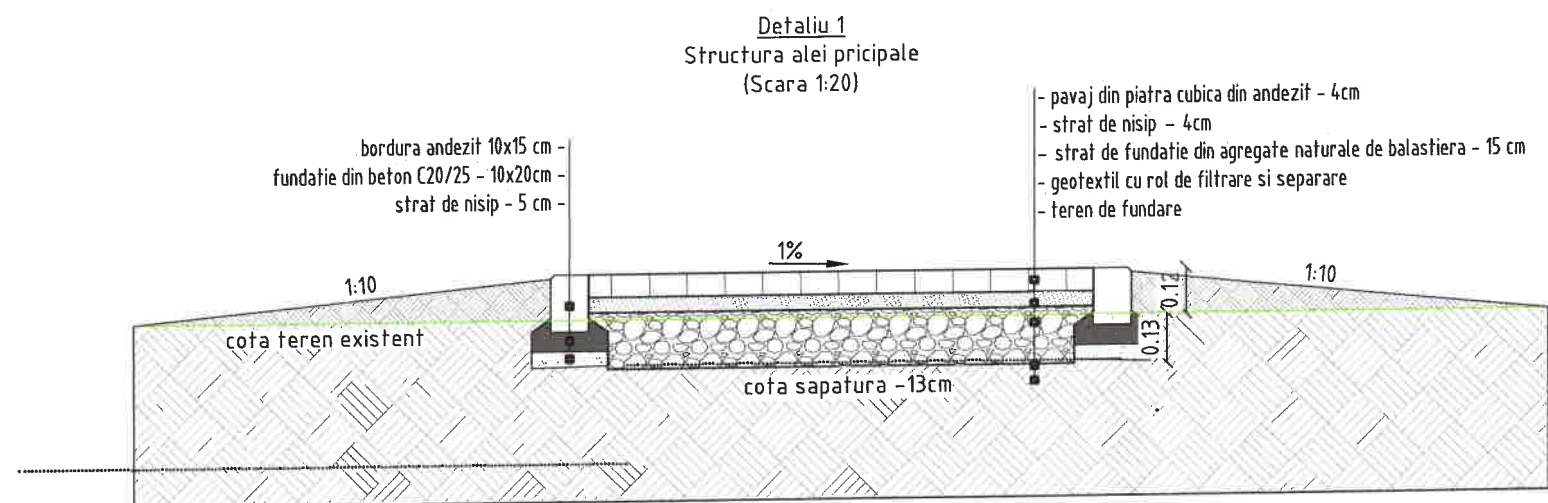 Detaliu 1
Structura alei pricipale
(Scara 1:20)
bordura andezit 10x15 cm -
fundatie din beton C20/25 - 10x20cm -
strat de nisip - 5 cm -
- pavaj din piatra cubica din andezit - 4cm
- strat de nisip - 4cm
- strat de fundatie din agregate naturale de balastiera - 15 cm
- geotextil cu rol de filtrare si separare
- teren de fundare
1%
1:10
1:10
0.12
0.13
cota teren existent
cota sapatura -13cm